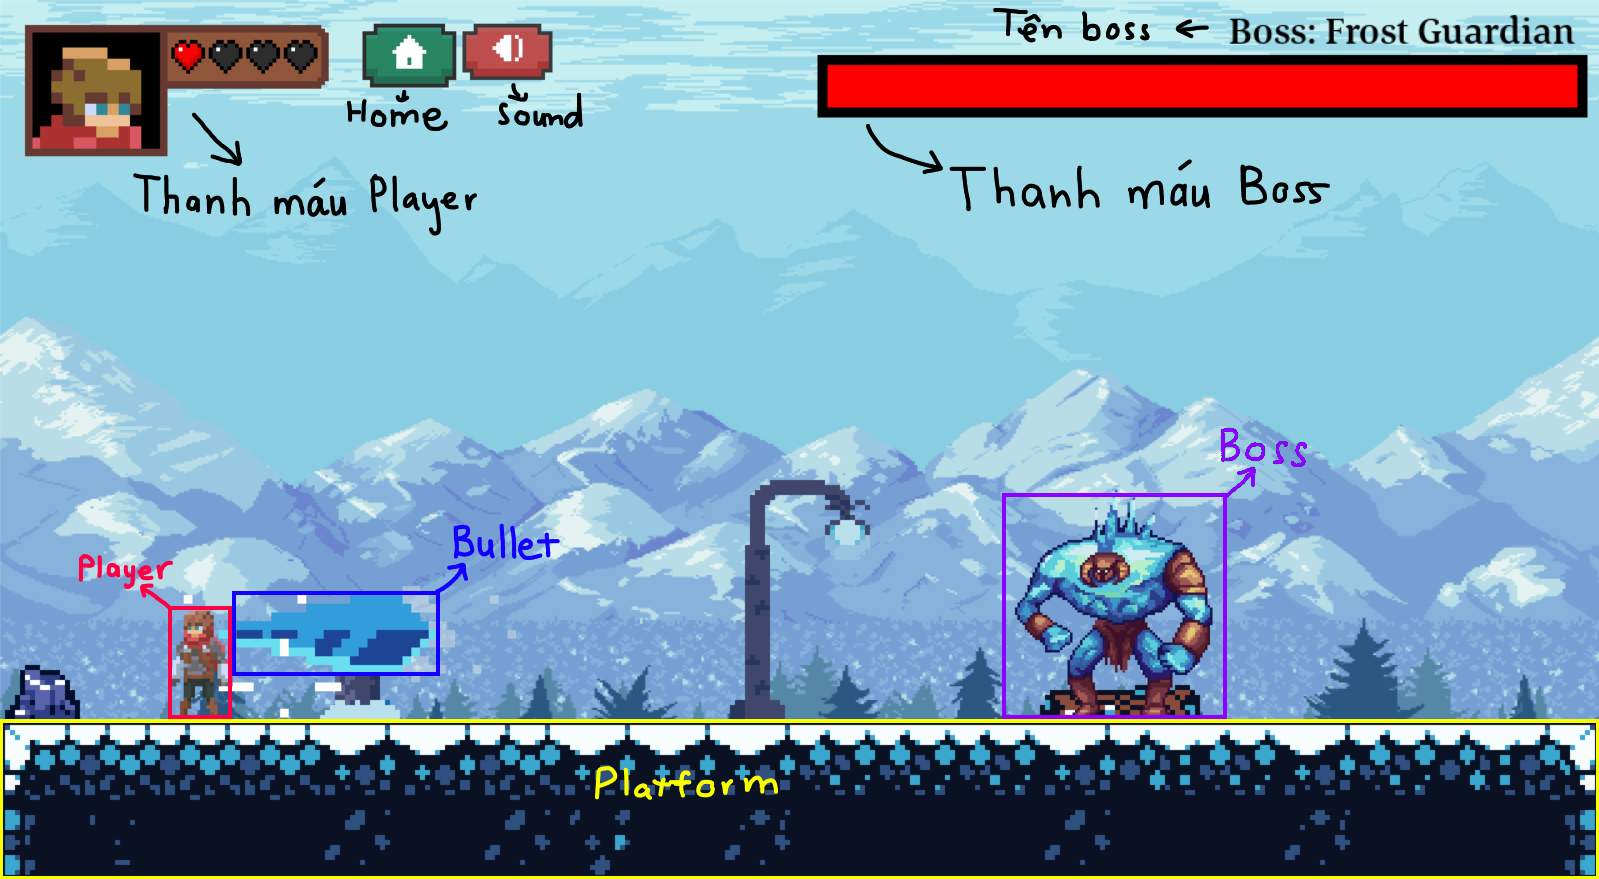 Tên boss ← Boss: Frost Guardian
Home
Sound
Thanh máu Player
Thanh máu Boss
Boss
Bullet
Player
Platform